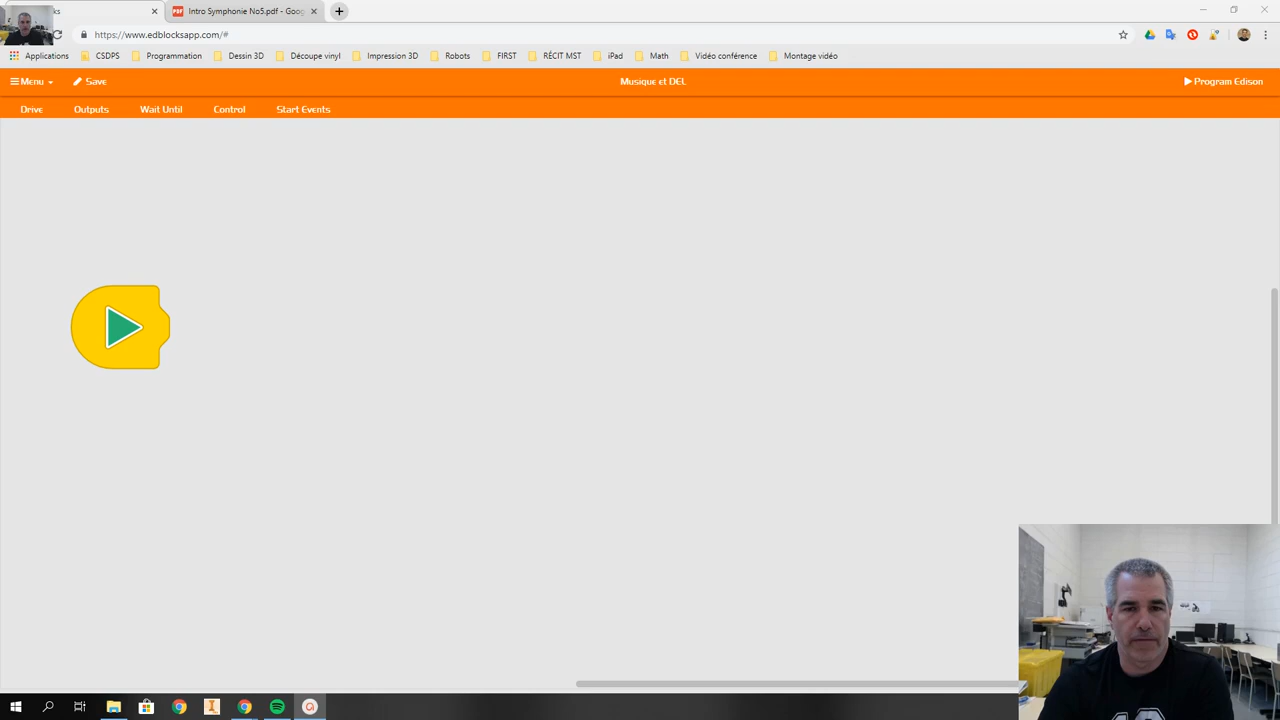 ks
Intro Symphonie No5.pdf - Goog
https://www.edblocksapp.com/#
Applications CSDPS Programmation Dessin 3D Découpe vinyl Impression 3D Robots FIRST RÉCIT MST iPad Math Vidéo conférence Montage vidéo
Menu Save Musique et DEL Program Edison
Drive Outputs Wait Until Control Start Events